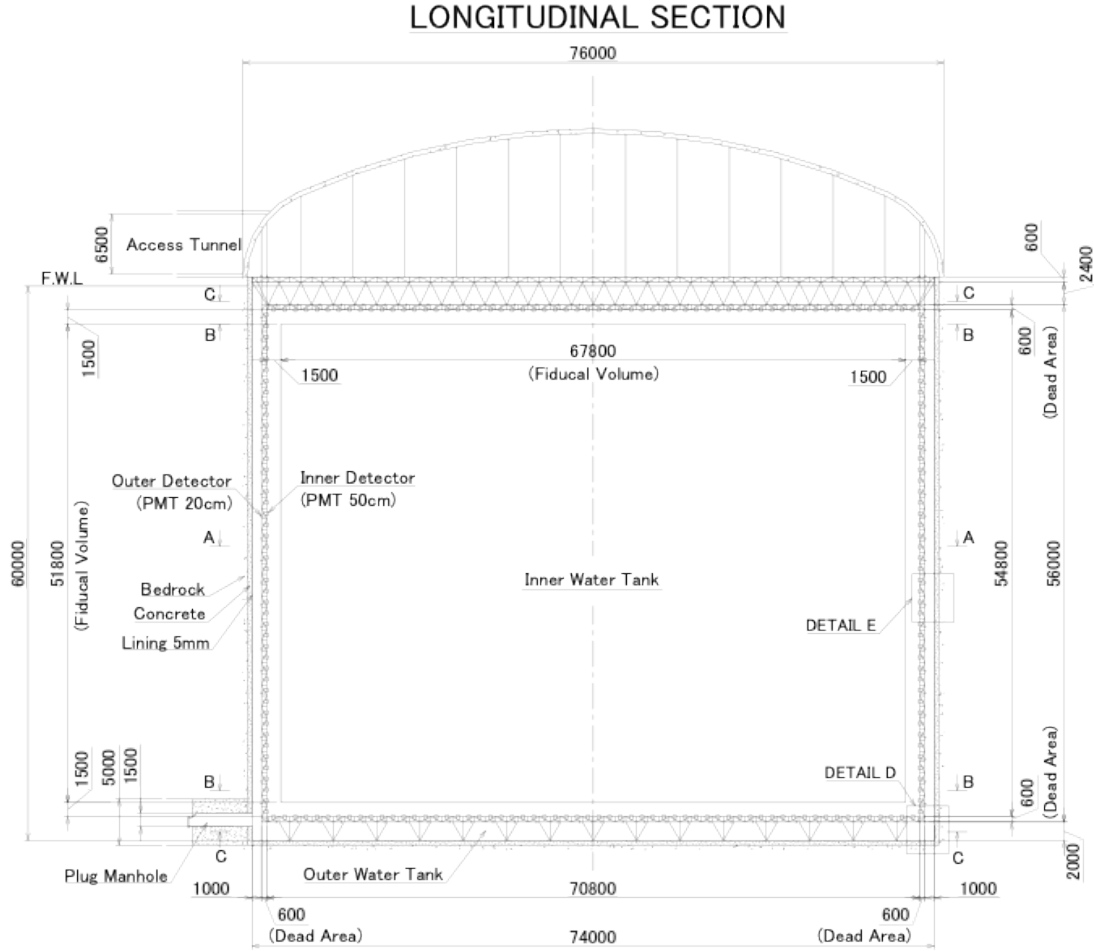 LONGITUDINAL SECTION
76000
6500
Access Tunnel
600
2400
F.W.L
C
C
B
B
1500
67800
(Fiducal Volume)
1500
1500
600
(Dead Area)
Outer Detector
(PMT 20cm)
Inner Detector
(PMT 50cm)
A
A
60000
51800
(Fiducal Volume)
54800
56000
Inner Water Tank
Bedrock
Concrete
Lining 5mm
DETAIL E
1500
5000
1500
B
B
DETAIL D
600
(Dead Area)
C
C
Plug Manhole
Outer Water Tank
2000
1000
70800
1000
600
(Dead Area)
600
(Dead Area)
74000